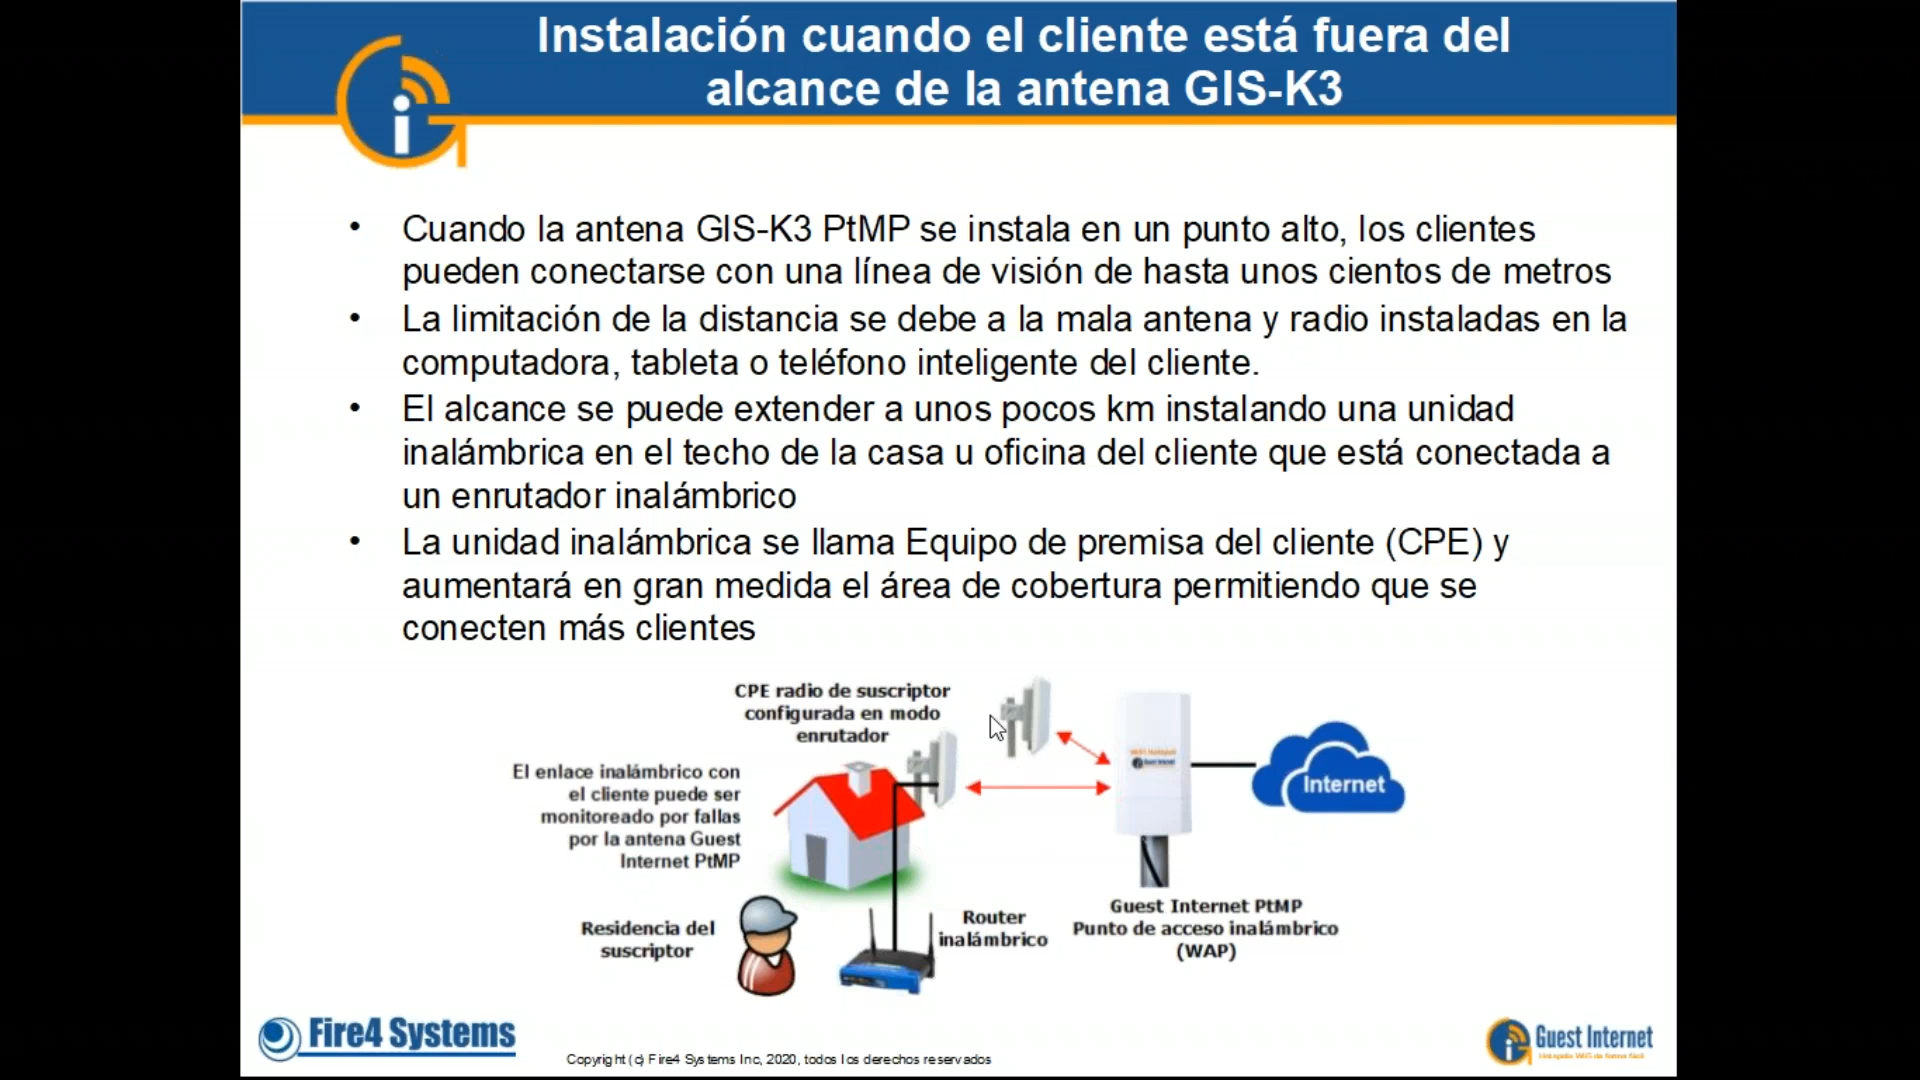 Instalación cuando el cliente está fuera del
alcance de la antena GIS-K3
• Cuando la antena GIS-K3 PtMP se instala en un punto alto, los clientes
pueden conectarse con una línea de visión de hasta unos cientos de metros
• La limitación de la distancia se debe a la mala antena y radio instaladas en la
computadora, tableta o teléfono inteligente del cliente.
• El alcance se puede extender a unos pocos km instalando una unidad
inalámbrica en el techo de la casa u oficina del cliente que está conectada a
un enrutador inalámbrico
• La unidad inalámbrica se llama Equipo de premisa del cliente (CPE) y
aumentará en gran medida el área de cobertura permitiendo que se
conecten más clientes
CPE radio de suscriptor
configurada en modo
enrutador
El enlace inalámbrico con
el cliente puede ser
monitoreado por fallas
por la antena Guest
Internet PtMP
Internet
Residencia del
suscriptor
Router
inalámbrico
Guest Internet PtMP
Punto de acceso inalámbrico
(WAP)
Fire4 Systems
Copyright (c) Fire4 Systems Inc, 2020, todos los derechos reservados
Guest Internet
Hotspots WiFi de forma fácil